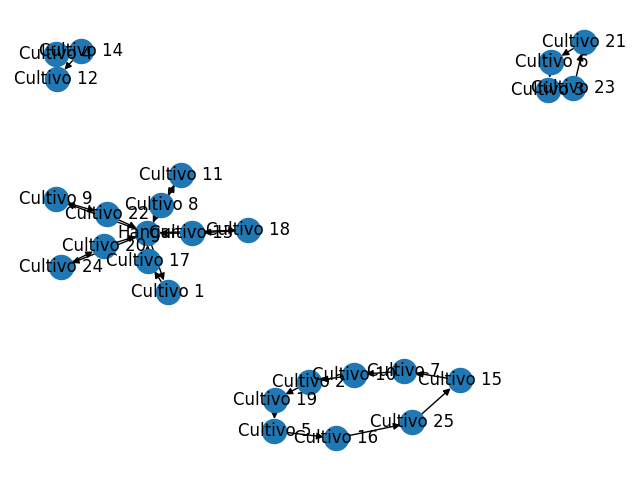 Cultivo 21
Cultivo 4
Cultivo 14
Cultivo 6
Cultivo 12
Cultivo 3
Cultivo 23
Cultivo 11
Cultivo 9
Cultivo 8
Cultivo 22
Cultivo 18
Cultivo 20
Cultivo 17
Cultivo 24
Cultivo 1
Cultivo 7
Cultivo 10
Cultivo 2
Cultivo 15
Cultivo 19
Cultivo 25
Cultivo 5
Cultivo 16